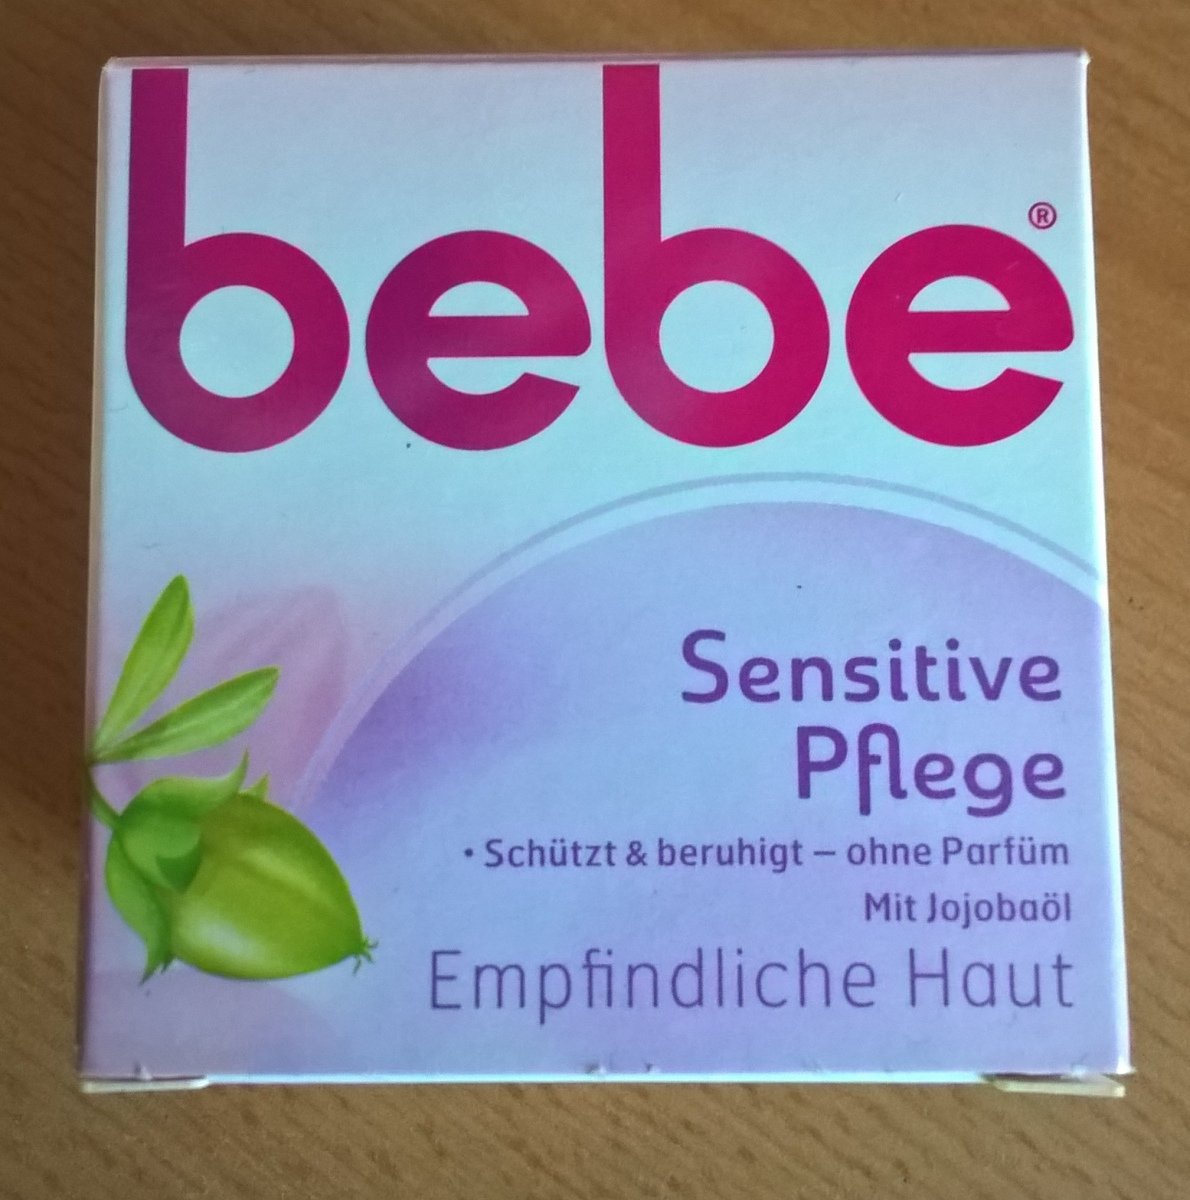 bebe®
Sensitive
Pflege
• Schützt & beruhigt – ohne Parfüm
Mit Jojobaöl
Empfindliche Haut